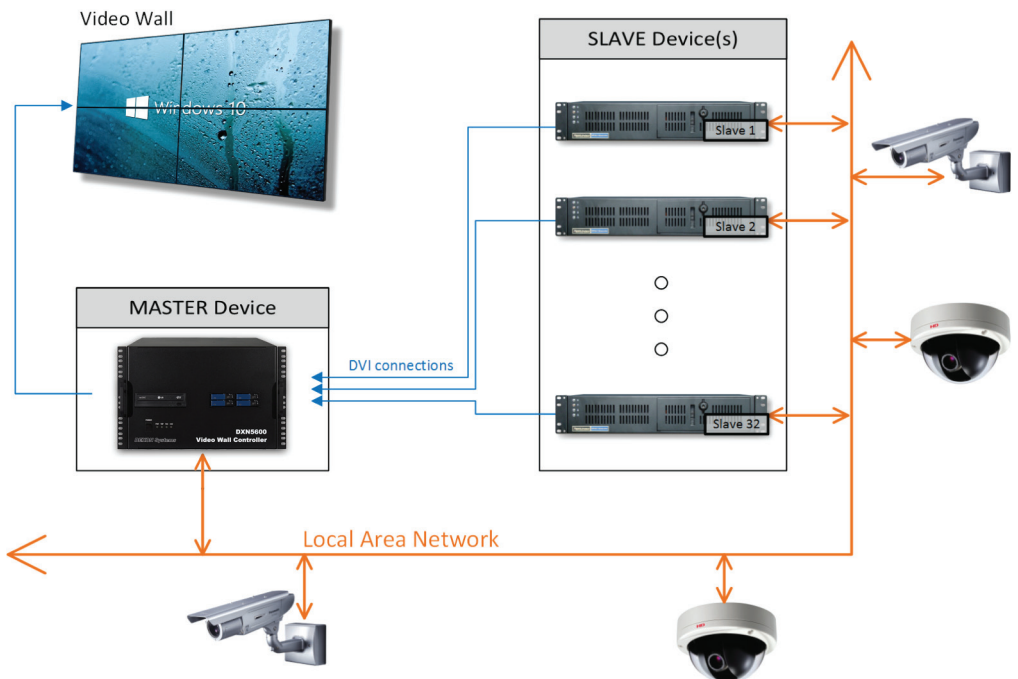 Video Wall
Windows 10
SLAVE Device(s)
Slave 1
Slave 2
MASTER Device
DVI connections
DXN5600
Video Wall Controller
Slave 32
Local Area Network